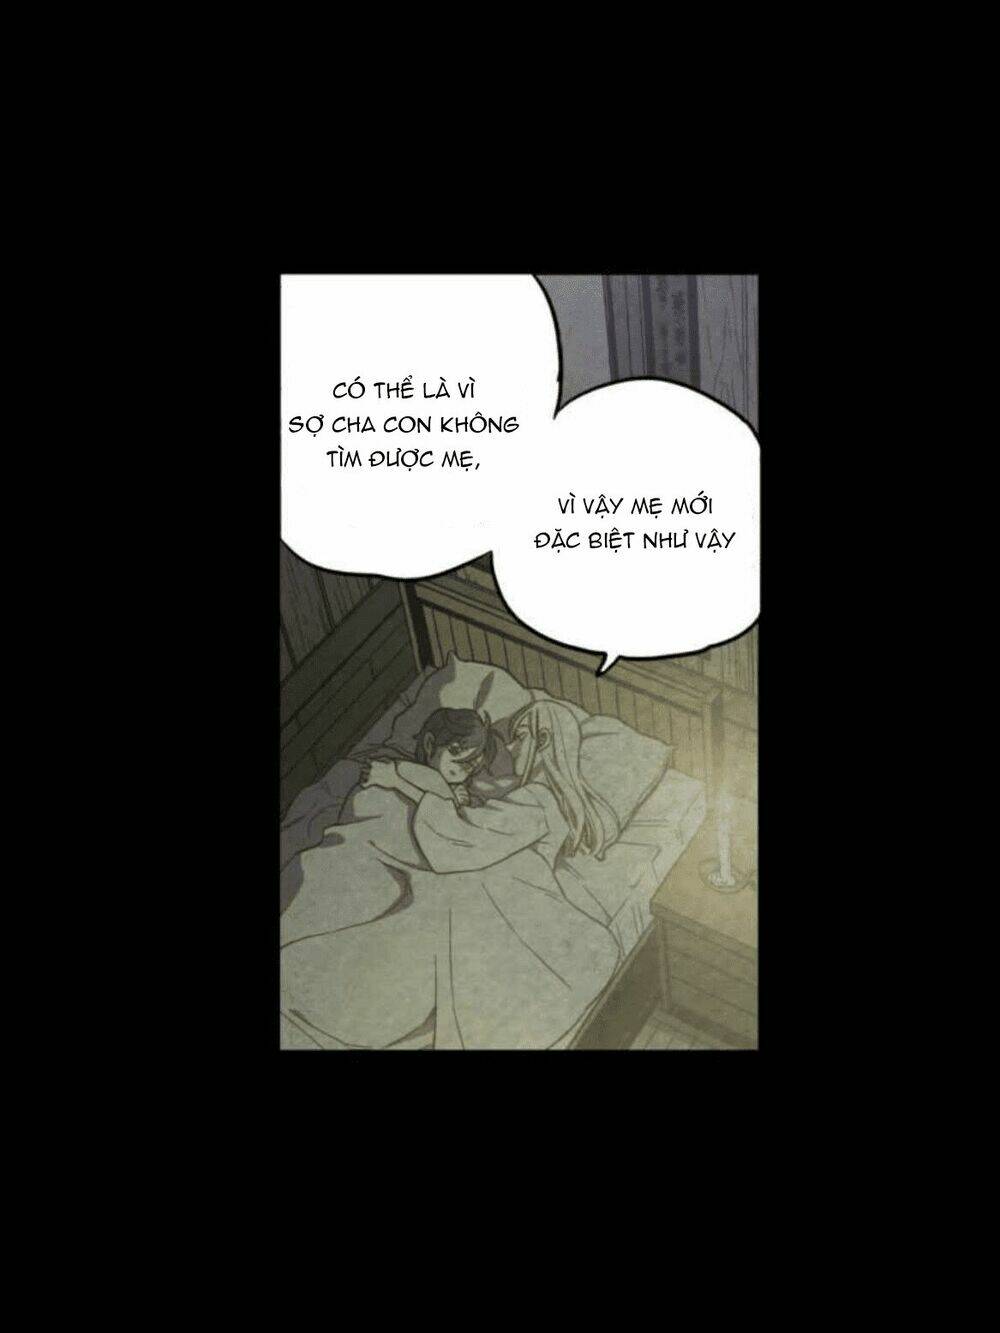 CÓ THỂ LÀ VÌ
SỢ CHA CON KHÔNG
TÌM ĐƯỢC MẸ,
VÌ VẬY MẸ MỚI
ĐẶC BIỆT NHƯ VẬY